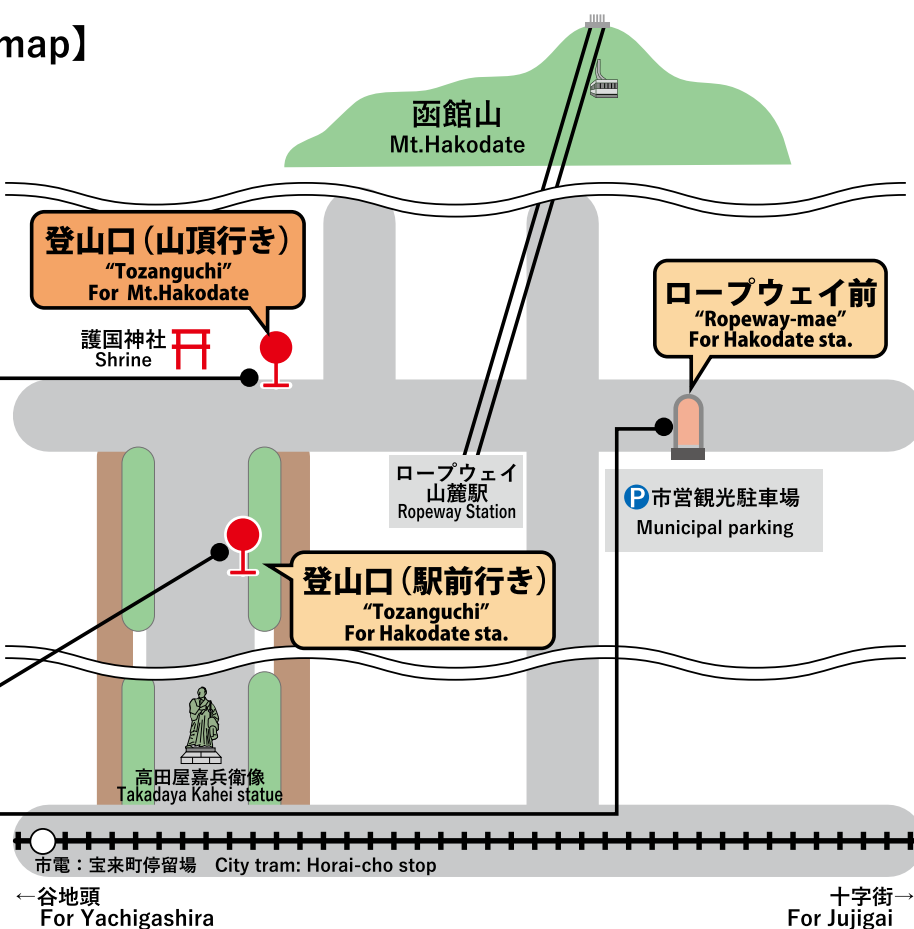 map】
函館山
Mt.Hakodate
登山口（山頂行き）
“Tozanguchi”
For Mt.Hakodate
ロープウェイ前
“Ropeway-mae”
For Hakodate sta.
護国神社
Shrine
ロープウェイ
山麓駅
Ropeway Station
P市営観光駐車場
Municipal parking
登山口（駅前行き）
“Tozanguchi”
For Hakodate sta.
高田屋嘉兵衛像
Takadaya Kahei statue
市電：宝来町停留場 City tram: Horai-cho stop
←谷地頭
For Yachigashira
十字街→
For Jujigai